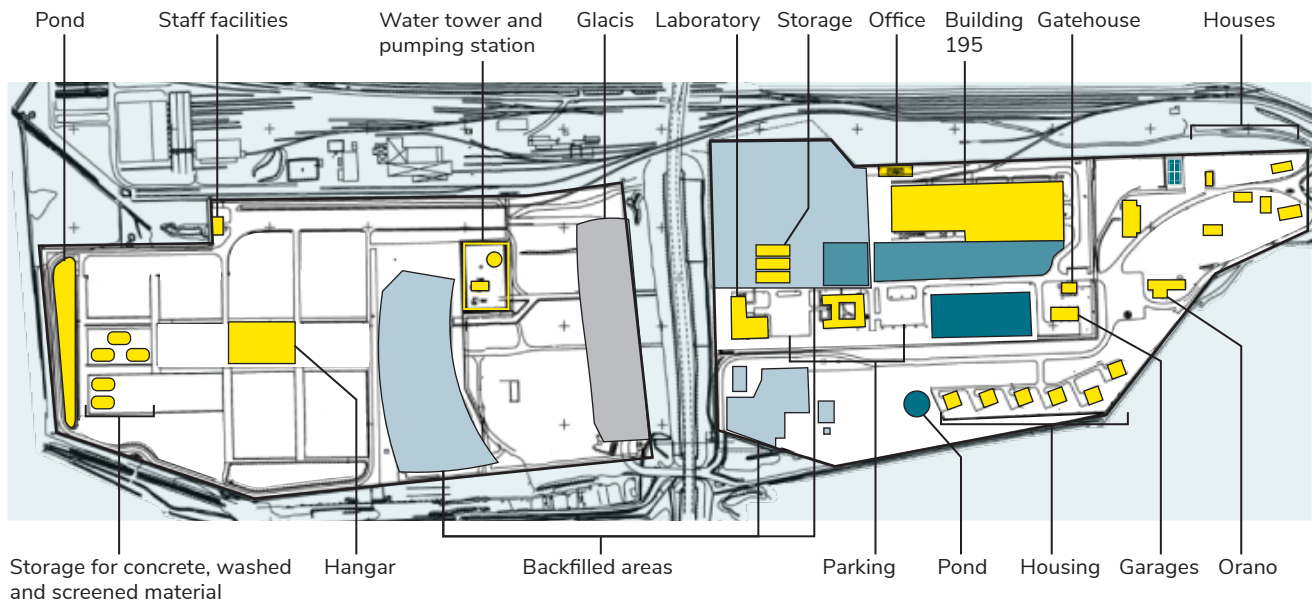 Pond
Staff facilities
Water tower and
pumping station
Glacis
Laboratory
Storage
Office
Building
195
Gatehouse
Houses
Storage for concrete, washed
and screened material
Hangar
Backfilled areas
Parking
Pond
Housing
Garages
Orano